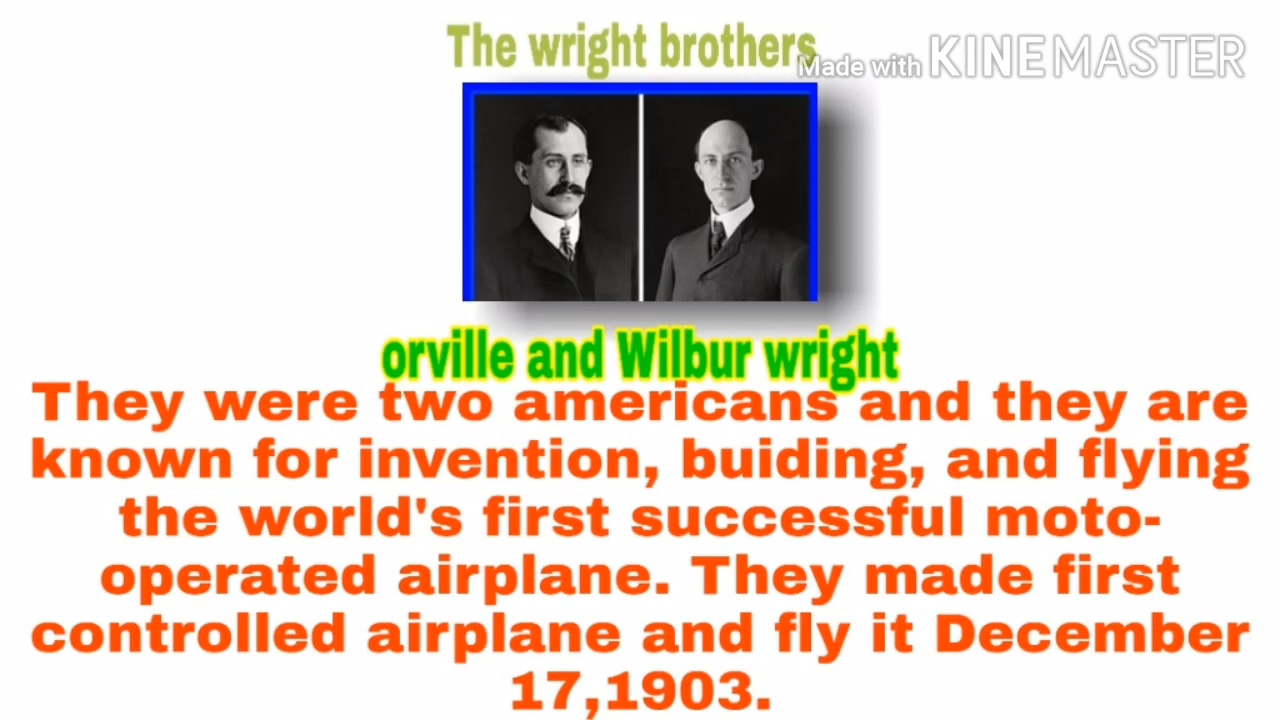 The wright brothers
Made with KINEMASTER
orville and Wilbur wright
They were two americans and they are
known for invention, buiding, and flying
the world's first successful moto-
operated airplane. They made first
controlled airplane and fly it December
17,1903.